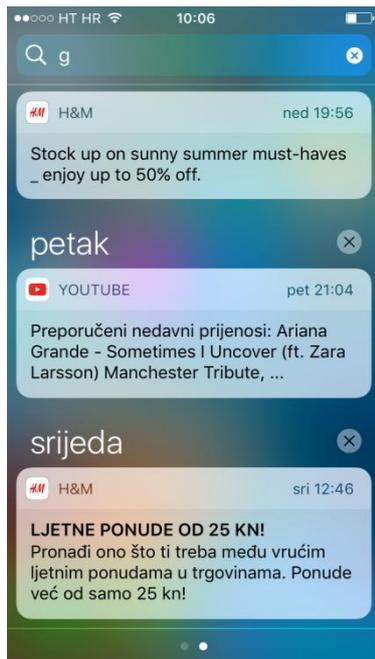 HT HR 10:06
g
H&M H&M ned 19:56
Stock up on sunny summer must-haves
_ enjoy up to 50% off.
petak
YOUTUBE pet 21:04
Preporučeni nedavni prijenosi: Ariana
Grande - Sometimes I Uncover (ft. Zara
Larsson) Manchester Tribute, ...
srijeda
H&M H&M sri 12:46
LJETNE PONUDE OD 25 KN!
Pronađi ono što ti treba među vrućim
ljetnim ponudama u trgovinama. Ponude
već od samo 25 kn!